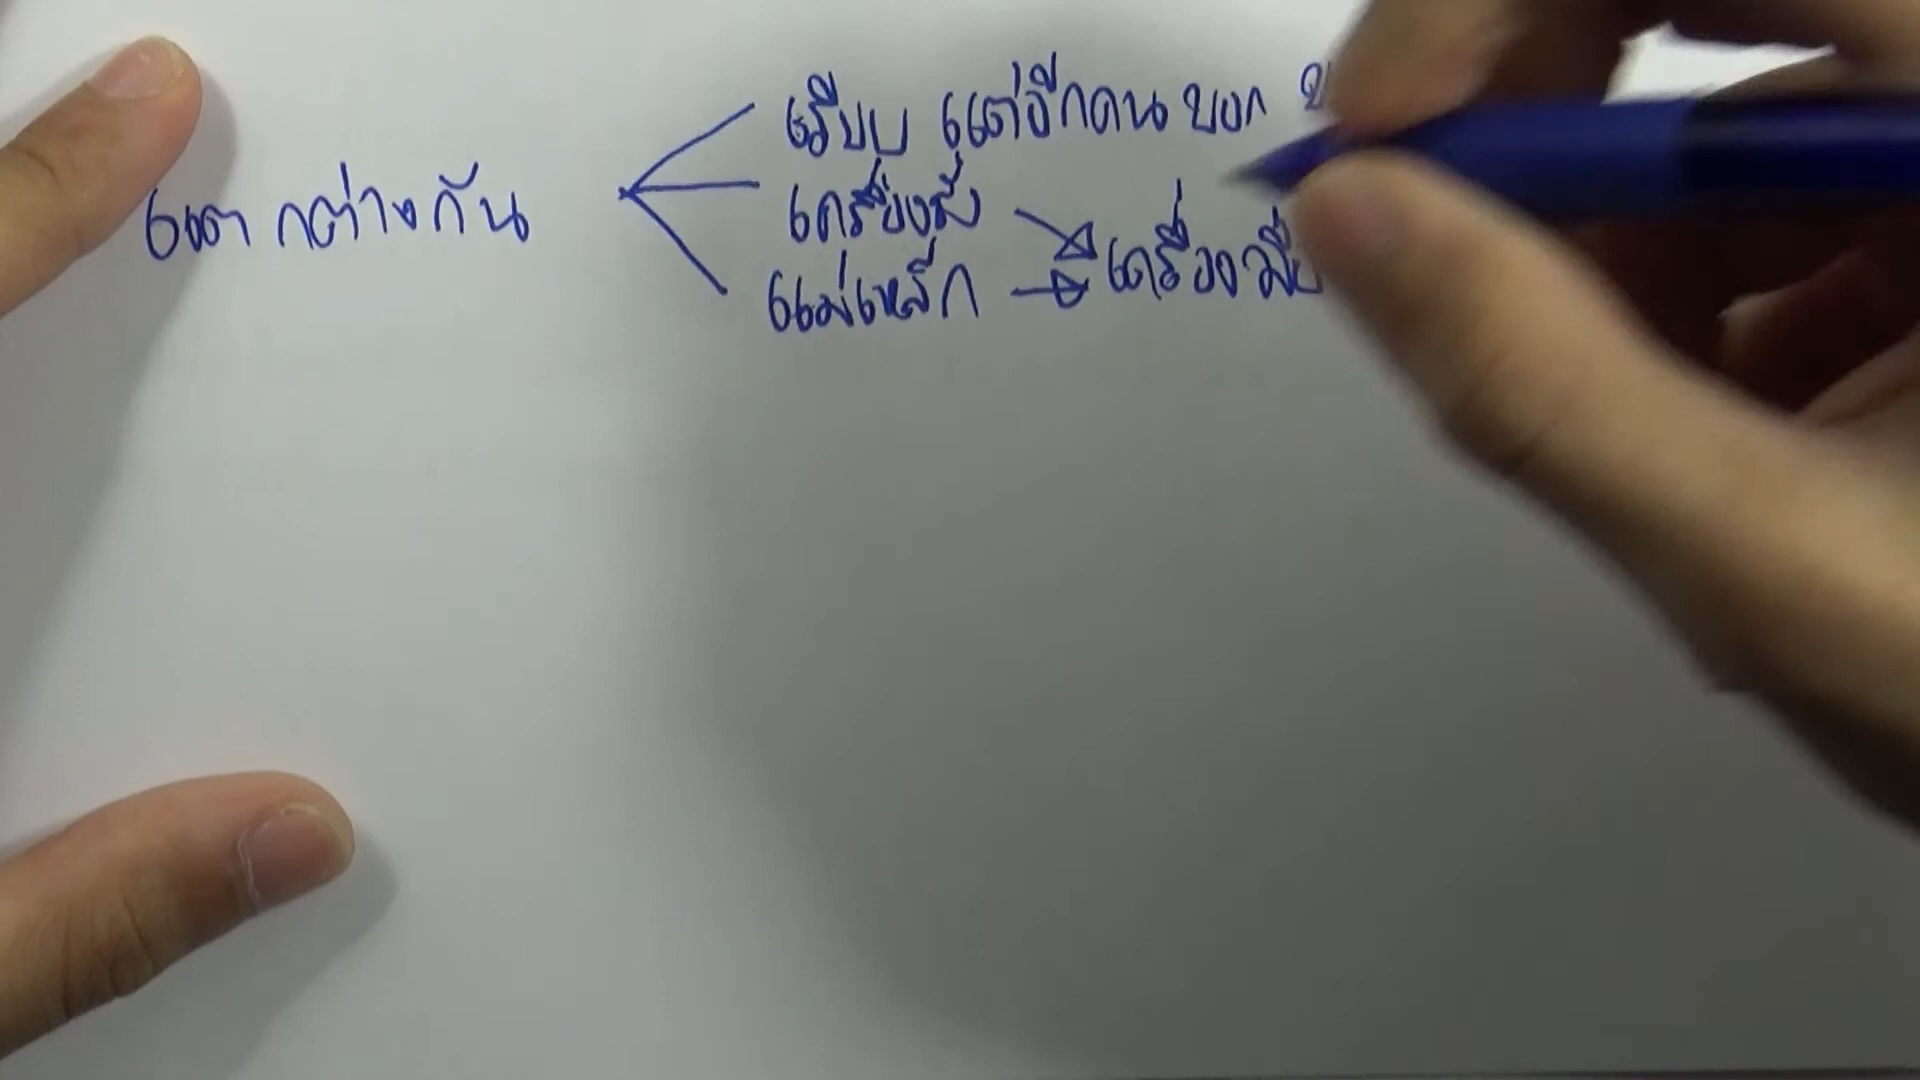 เรียบ แต่อีกคน บอก
แตกต่างกัน
เครื่องชั่ง
แม่เหล็ก เครื่องมือ